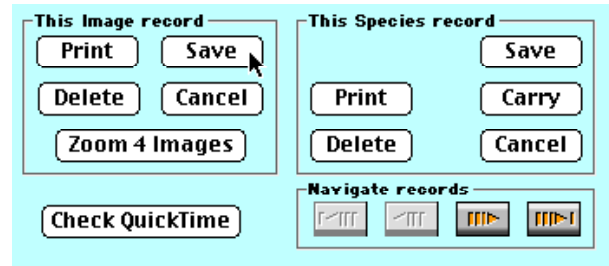 This Image record
Print Save
Delete Cancel
Zoom 4 Images
Check QuickTime
This Species record
Save
Print Carry
Delete Cancel
Navigate records